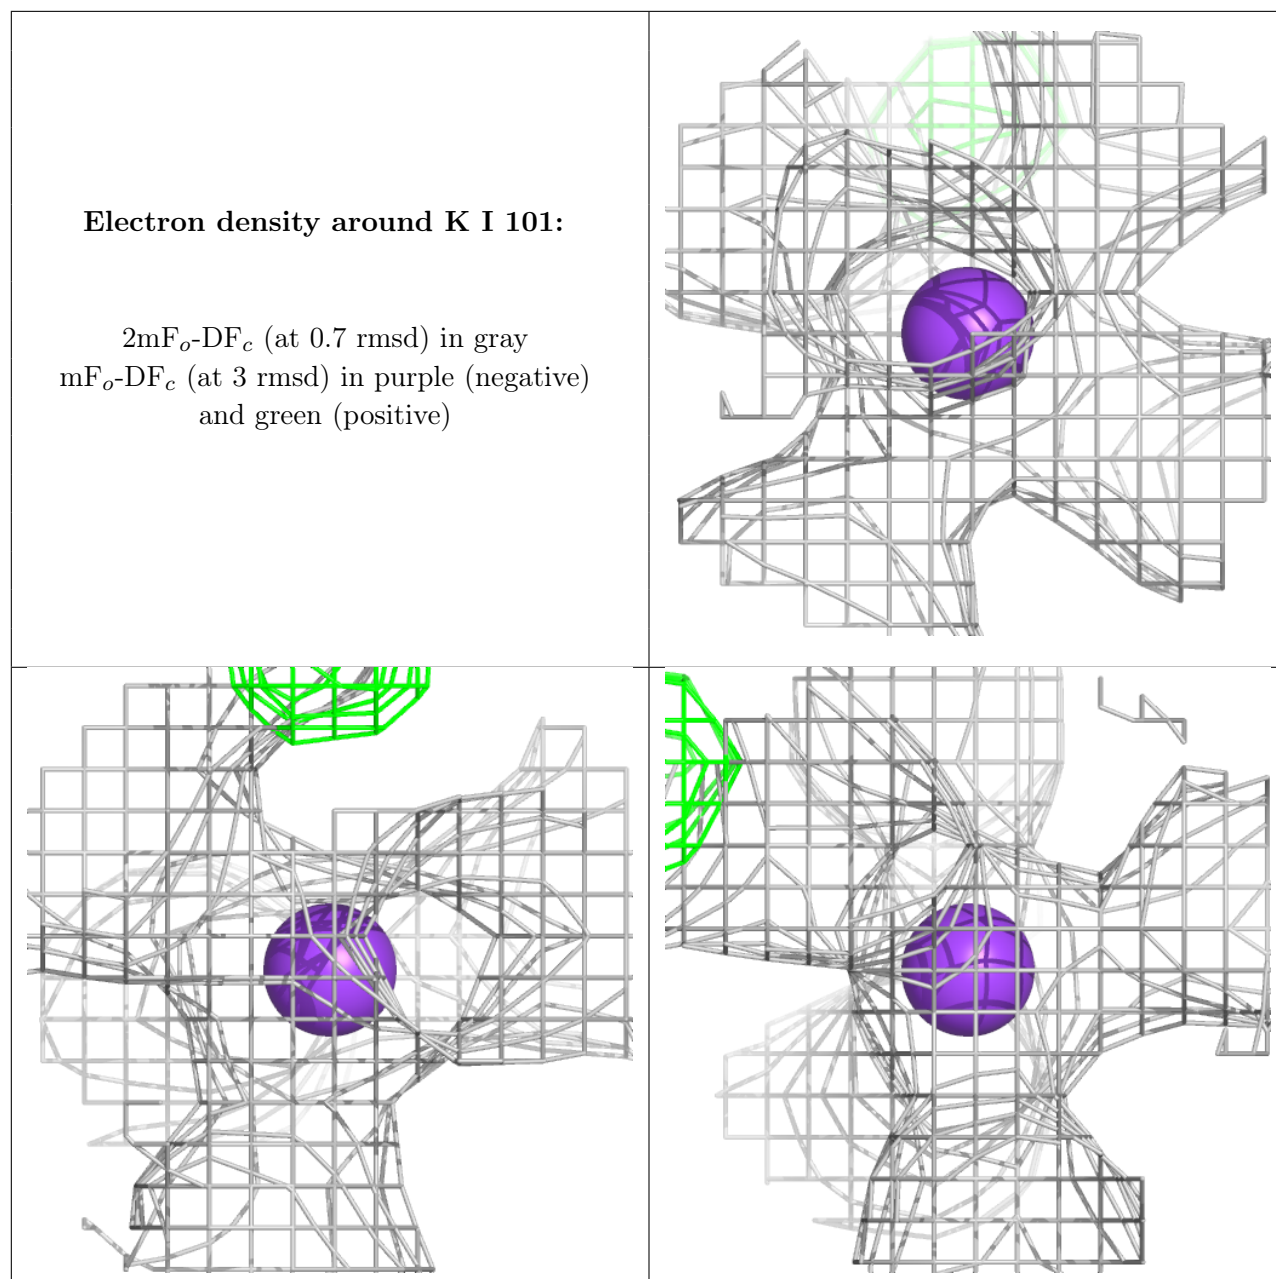 Electron density around K I 101:
2mFo-DFc (at 0.7 rmsd) in gray
mFo-DFc (at 3 rmsd) in purple (negative)
and green (positive)